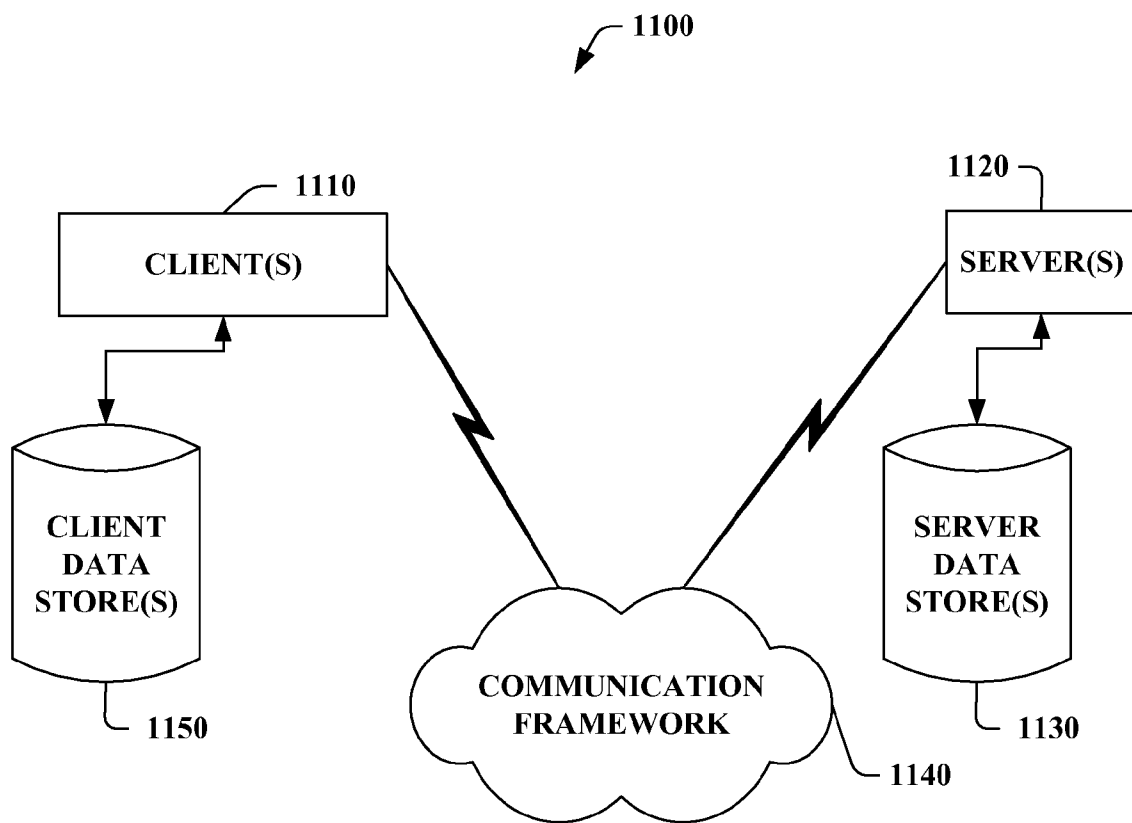 1100
1110
1120
CLIENT(S)
SERVER(S)
CLIENT
DATA
STORE(S)
SERVER
DATA
STORE(S)
COMMUNICATION
FRAMEWORK
1150
1130
1140